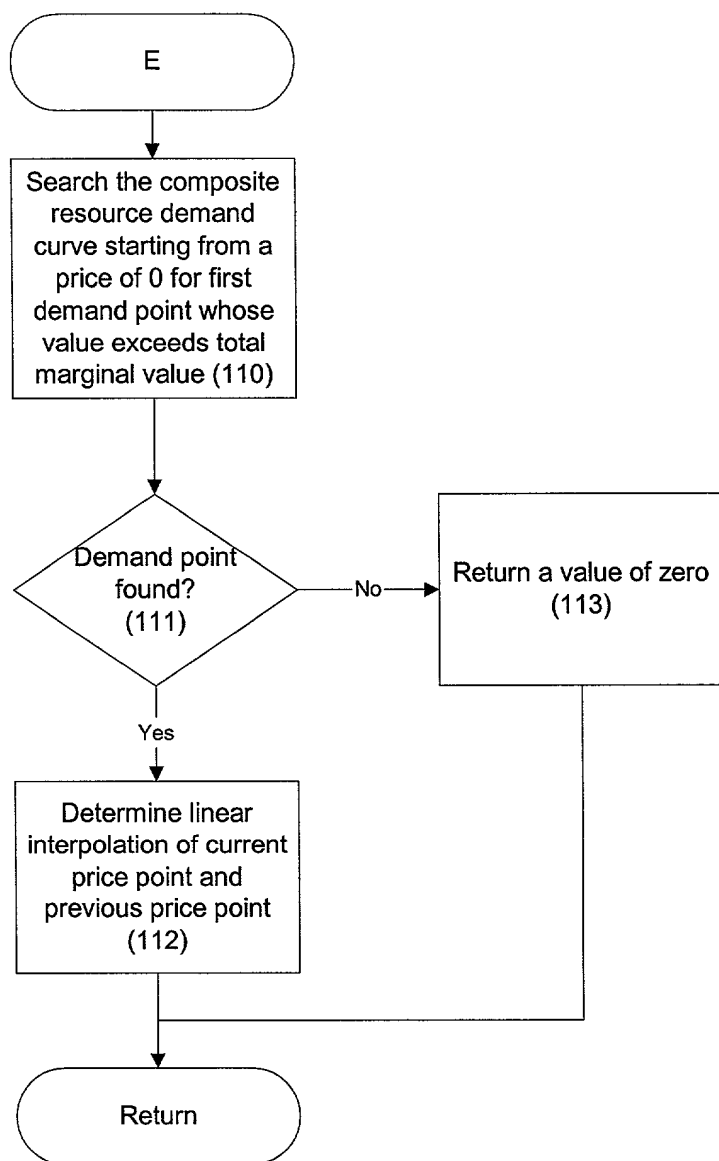 E
Search the composite
resource demand
curve starting from a
price of 0 for first
demand point whose
value exceeds total
marginal value (110)
Demand point
found?
(111)
No
Return a value of zero
(113)
Yes
Determine linear
interpolation of current
price point and
previous price point
(112)
Return